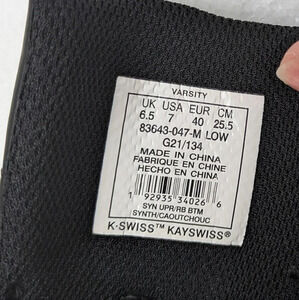 VARSITY
UK USA EUR CM
6.5 7 40 25.5
83643-047-M LOW
G21/134
MADE IN CHINA
FABRIQUE EN CHINE
HECHO EN CHINA
1 92935 34026 6
SYN UPR/RB BTM
SYNTH/CAOUTCHOUC
K·SWISS™ KAYSWISS®